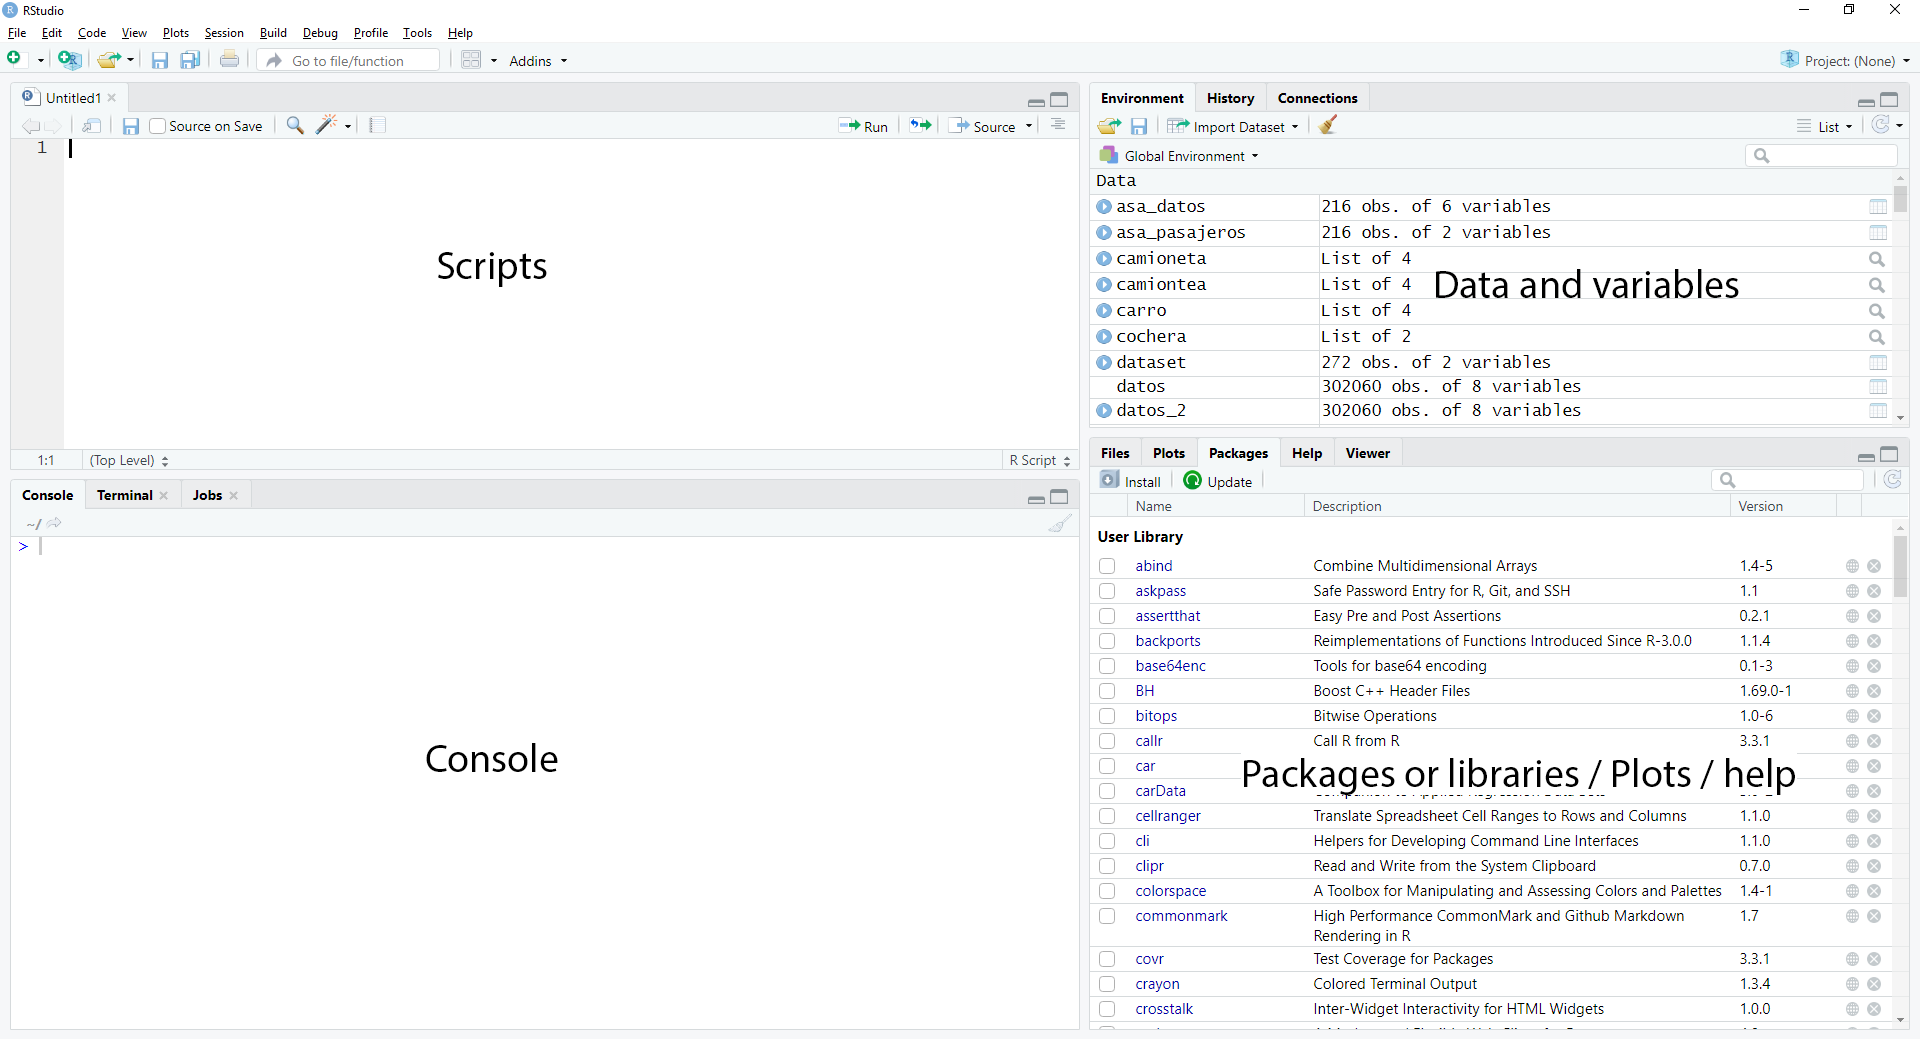 RStudio
File Edit Code View Plots Session Build Debug Profile Tools Help
Go to file/function Addins Project: (None)
Untitled1
Source on Save Run Source
1
Scripts
1:1 (Top Level) R Script
Console Terminal Jobs
~/
>
Console
Environment History Connections
Import Dataset List
Global Environment
Data
asa_datos 216 obs. of 6 variables
asa_pasajeros 216 obs. of 2 variables
camioneta List of 4
camiontea List of 4
Data and variables
carro List of 4
cochera List of 2
dataset 272 obs. of 2 variables
datos 302060 obs. of 8 variables
datos_2 302060 obs. of 8 variables
Files Plots Packages Help Viewer
Install Update
Name Description Version
User Library
abind Combine Multidimensional Arrays 1.4-5
askpass Safe Password Entry for R, Git, and SSH 1.1
assertthat Easy Pre and Post Assertions 0.2.1
backports Reimplementations of Functions Introduced Since R-3.0.0 1.1.4
base64enc Tools for base64 encoding 0.1-3
BH Boost C++ Header Files 1.69.0-1
bitops Bitwise Operations 1.0-6
callr Call R from R 3.3.1
car
Packages or libraries / Plots / help
carData
cellranger Translate Spreadsheet Cell Ranges to Rows and Columns 1.1.0
cli Helpers for Developing Command Line Interfaces 1.1.0
clipr Read and Write from the System Clipboard 0.7.0
colorspace A Toolbox for Manipulating and Assessing Colors and Palettes 1.4-1
commonmark High Performance CommonMark and Github Markdown 1.7
Rendering in R
covr Test Coverage for Packages 3.3.1
crayon Colored Terminal Output 1.3.4
crosstalk Inter-Widget Interactivity for HTML Widgets 1.0.0